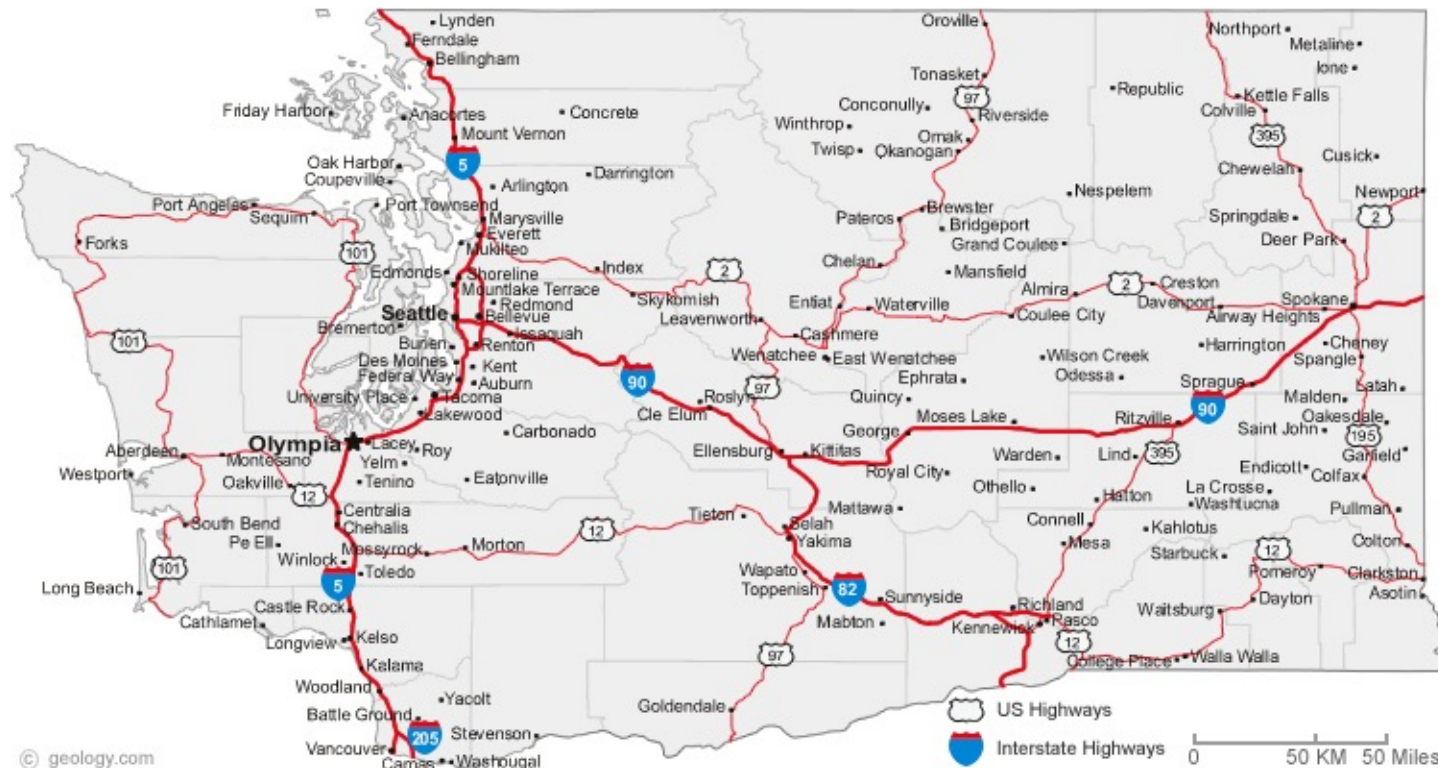 Lynden
Oroville
Northport
Ferndale
Metaline
Bellingham
Ione
Tonasket
Republic
97
Kettle Falls
Conconully
Colville
Friday Harbor
Concrete
Anacortes
Riverside
Winthrop
Mount Vernon
395
Omak
Twisp
Okanogan
Cusick
5
Oak Harbor
Chewelah
Darrington
Coupeville
Arlington
Nespelem
Newport
Port Angeles
Port Townsend
Sequim
Brewster
Marysville
Pateros
Springdale
2
Bridgeport
Everett
Forks
Mukilteo
Grand Coulee
Deer Park
101
Chelan
Index
2
Edmonds
Shoreline
Mansfield
Mountlake Terrace
Creston
2
Almira
Skykomish
Redmond
Entiat
Waterville
Davenport
Spokane
Seattle
Bellevue
Leavenworth
Coulee City
Airway Heights
Bremerton
Issaquah
Cashmere
101
Burien
Renton
Harrington
Cheney
Wenatchee
East Wenatchee
Wilson Creek
Spangle
Des Moines
Kent
Federal Way
Auburn
90
97
Ephrata
Odessa
Sprague
Latah
University Place
Tacoma
Roslyn
Quincy
Malden
Lakewood
Cle Elum
Moses Lake
Ritzville
90
Oakesdale
Carbonado
George
Saint John
195
Olympia
Lacey
Roy
Aberdeen
Montesano
Ellensburg
Kittitas
Warden
Lind
395
Garfield
Yelm
Westport
Royal City
Endicott
Colfax
Oakville
12
Tenino
Eatonville
Othello
La Crosse
Hatton
Washtucna
Centralia
Mattawa
Pullman
South Bend
Chehalis
Tieton
Selah
Connell
Kahlotus
12
Pe Ell
Yakima
Mesa
Colton
Mossyrock
Morton
Starbuck
12
Winlock
101
Toledo
Wapato
Pomeroy
Clarkston
Long Beach
5
Toppenish
82
Asotin
Sunnyside
Richland
Dayton
Castle Rock
Waitsburg
Cathlamet
Mabton
Kennewick
Pasco
Longview
Kelso
12
97
College Place
Walla Walla
Kalama
Woodland
Yacolt
Goldendale
US Highways
Battle Ground
205
Stevenson
Vancouver
Interstate Highways
Camas
Washougal
0
50 KM
50 Miles
© geology.com